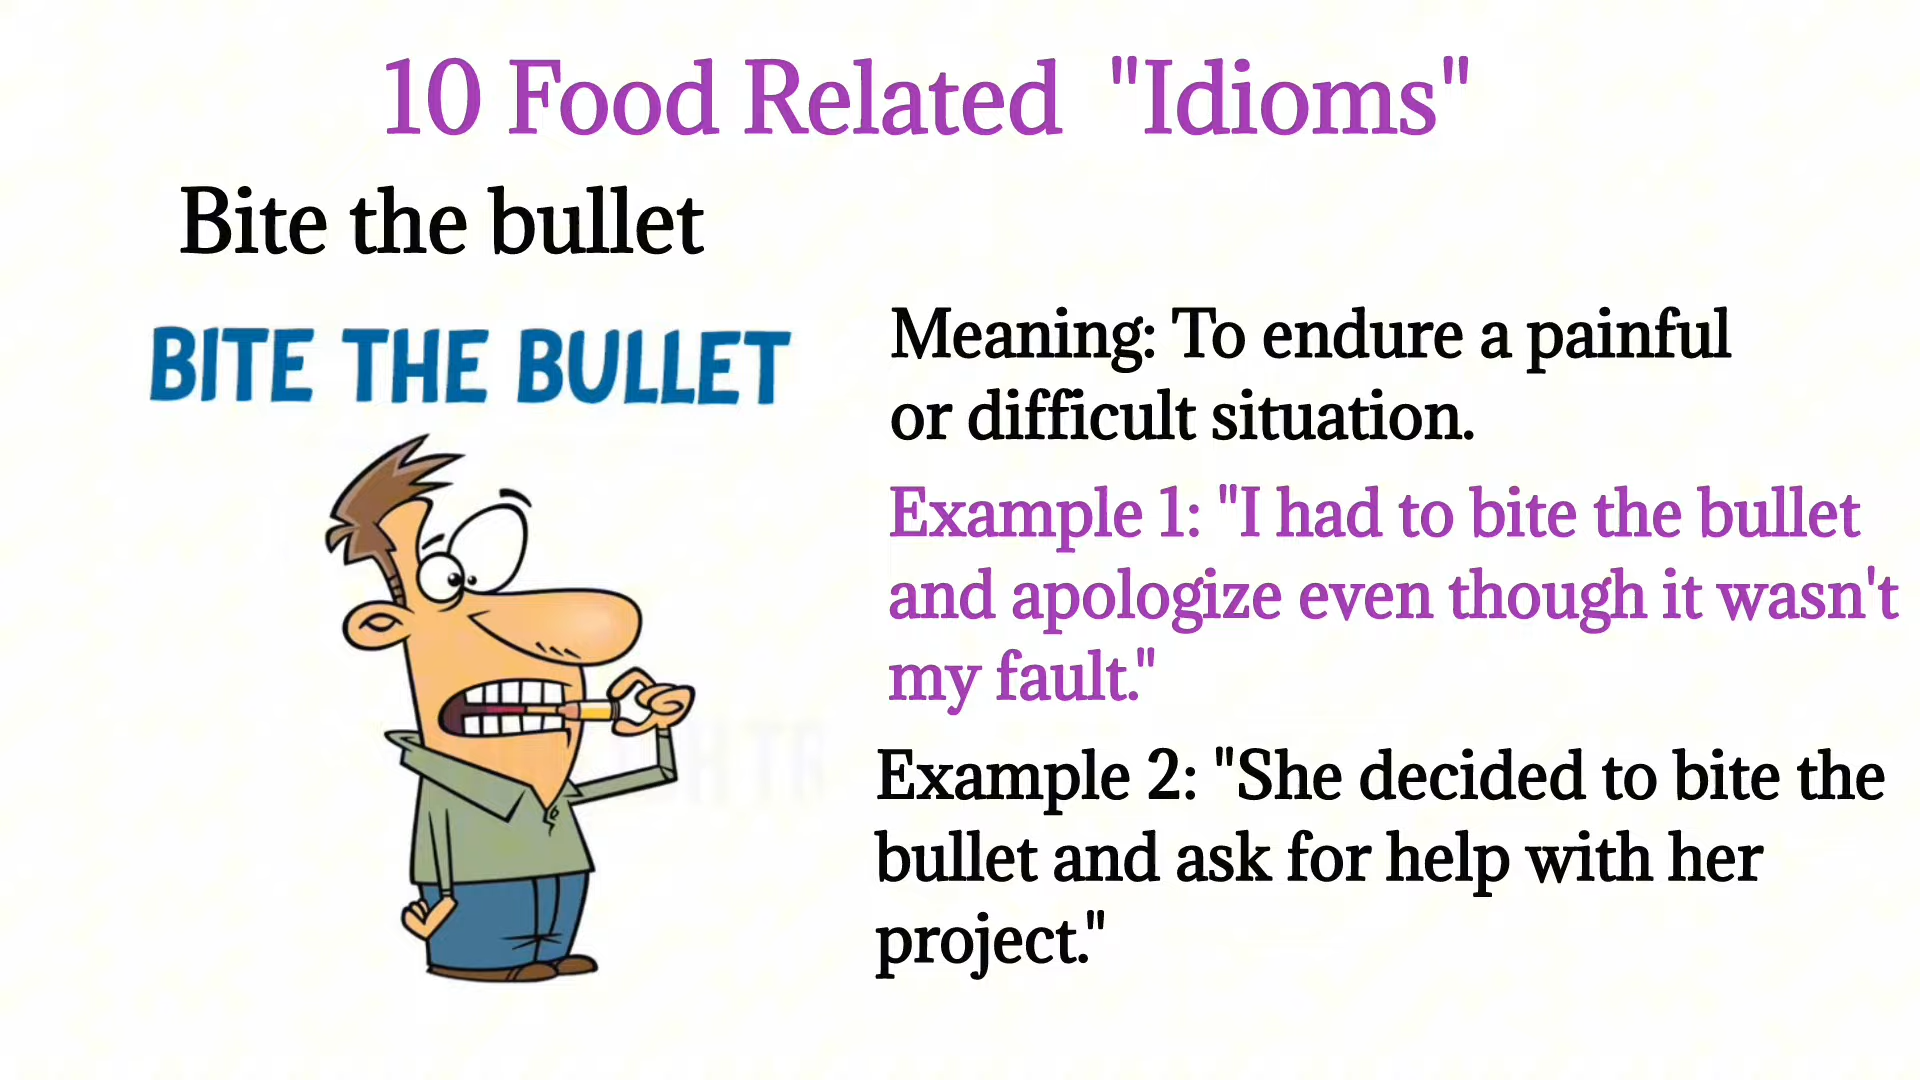 10 Food Related "Idioms"
Bite the bullet
BITE THE BULLET
Meaning: To endure a painful
or difficult situation.
Example 1: "I had to bite the bullet
and apologize even though it wasn't
my fault."
Example 2: "She decided to bite the
bullet and ask for help with her
project."